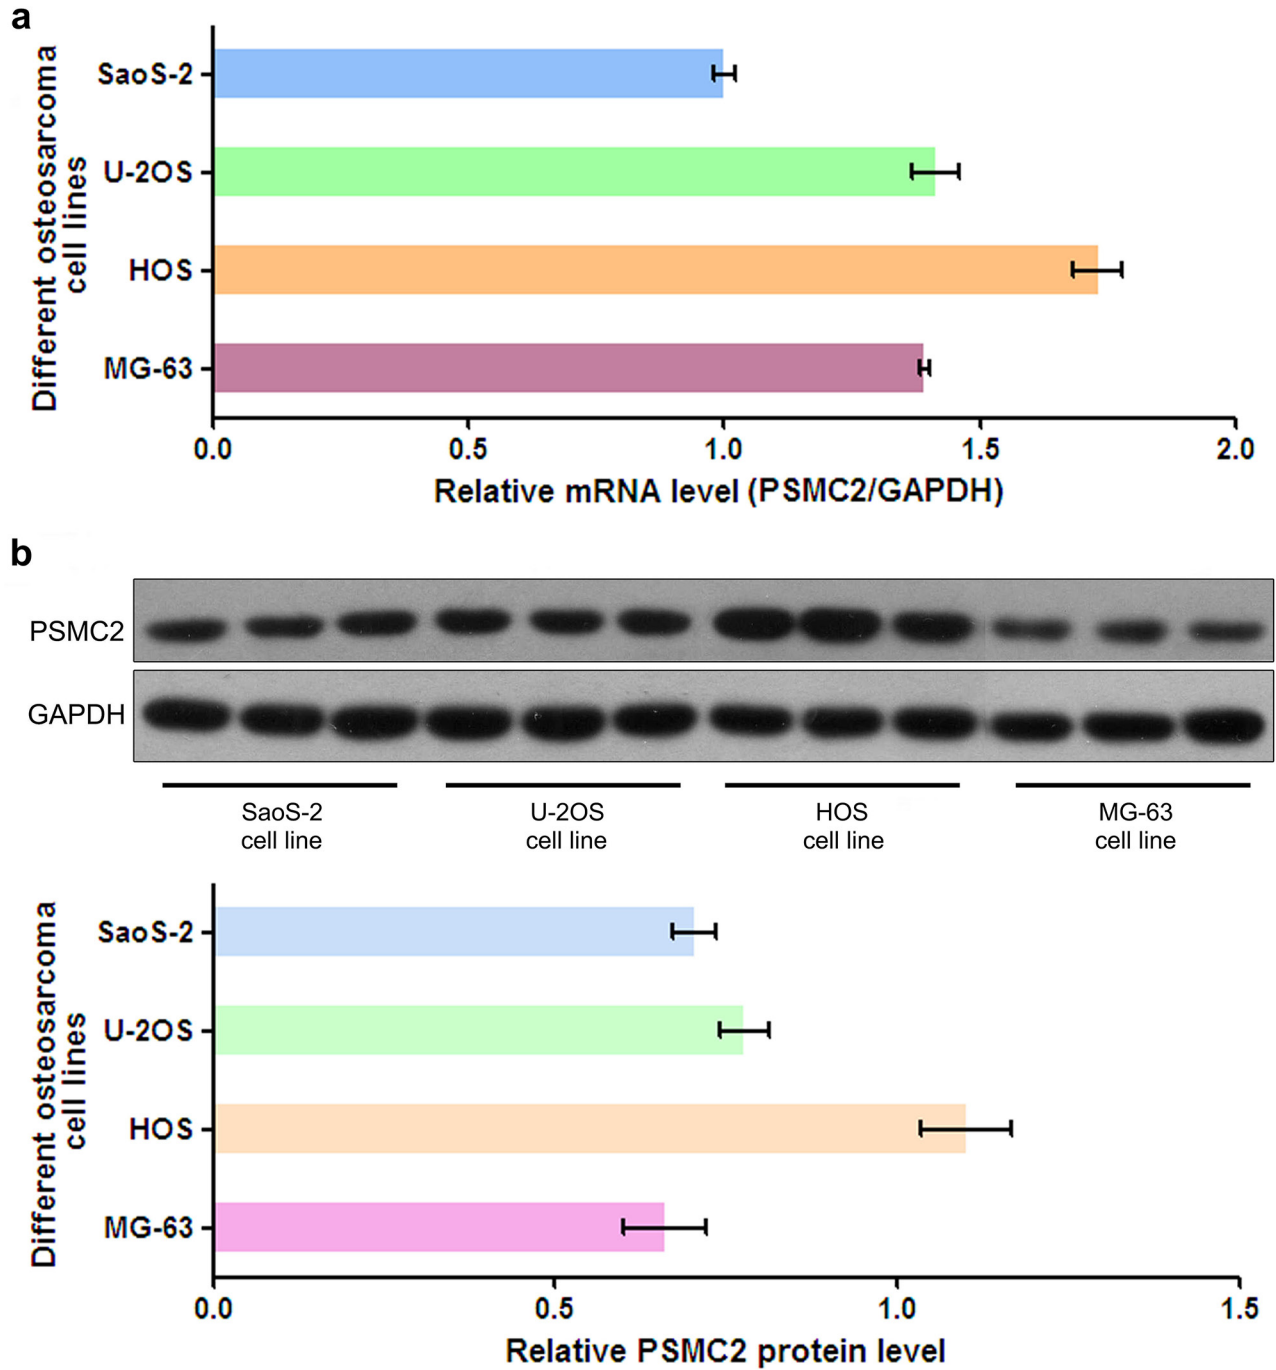 a
Different osteosarcoma
cell lines
SaoS-2
U-2OS
HOS
MG-63
0.0 0.5 1.0 1.5 2.0
Relative mRNA level (PSMC2/GAPDH)
b
PSMC2
GAPDH
SaoS-2 U-2OS HOS MG-63
cell line cell line cell line cell line
Different osteosarcoma
cell lines
SaoS-2
U-2OS
HOS
MG-63
0.0 0.5 1.0 1.5
Relative PSMC2 protein level